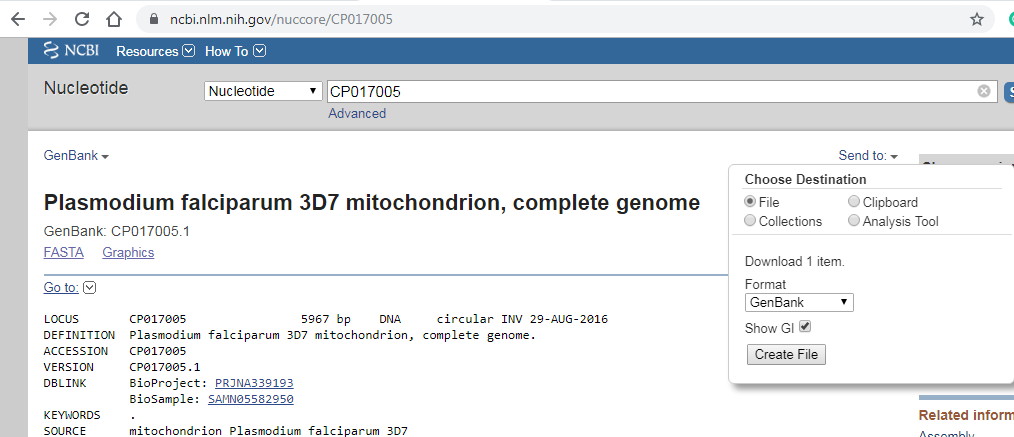 ncbi.nlm.nih.gov/nuccore/CP017005
NCBI Resources How To
Nucleotide Nucleotide CP017005
Advanced
GenBank Send to:
Choose Destination
File Clipboard
Collections Analysis Tool
Download 1 item.
Format
GenBank
Show GI
Create File
Plasmodium falciparum 3D7 mitochondrion, complete genome
GenBank: CP017005.1
FASTA Graphics
Go to:
LOCUS CP017005 5967 bp DNA circular INV 29-AUG-2016
DEFINITION Plasmodium falciparum 3D7 mitochondrion, complete genome.
ACCESSION CP017005
VERSION CP017005.1
DBLINK BioProject: PRJNA339193
BioSample: SAMN05582950
KEYWORDS .
SOURCE mitochondrion Plasmodium falciparum 3D7
Related inform
Assembly